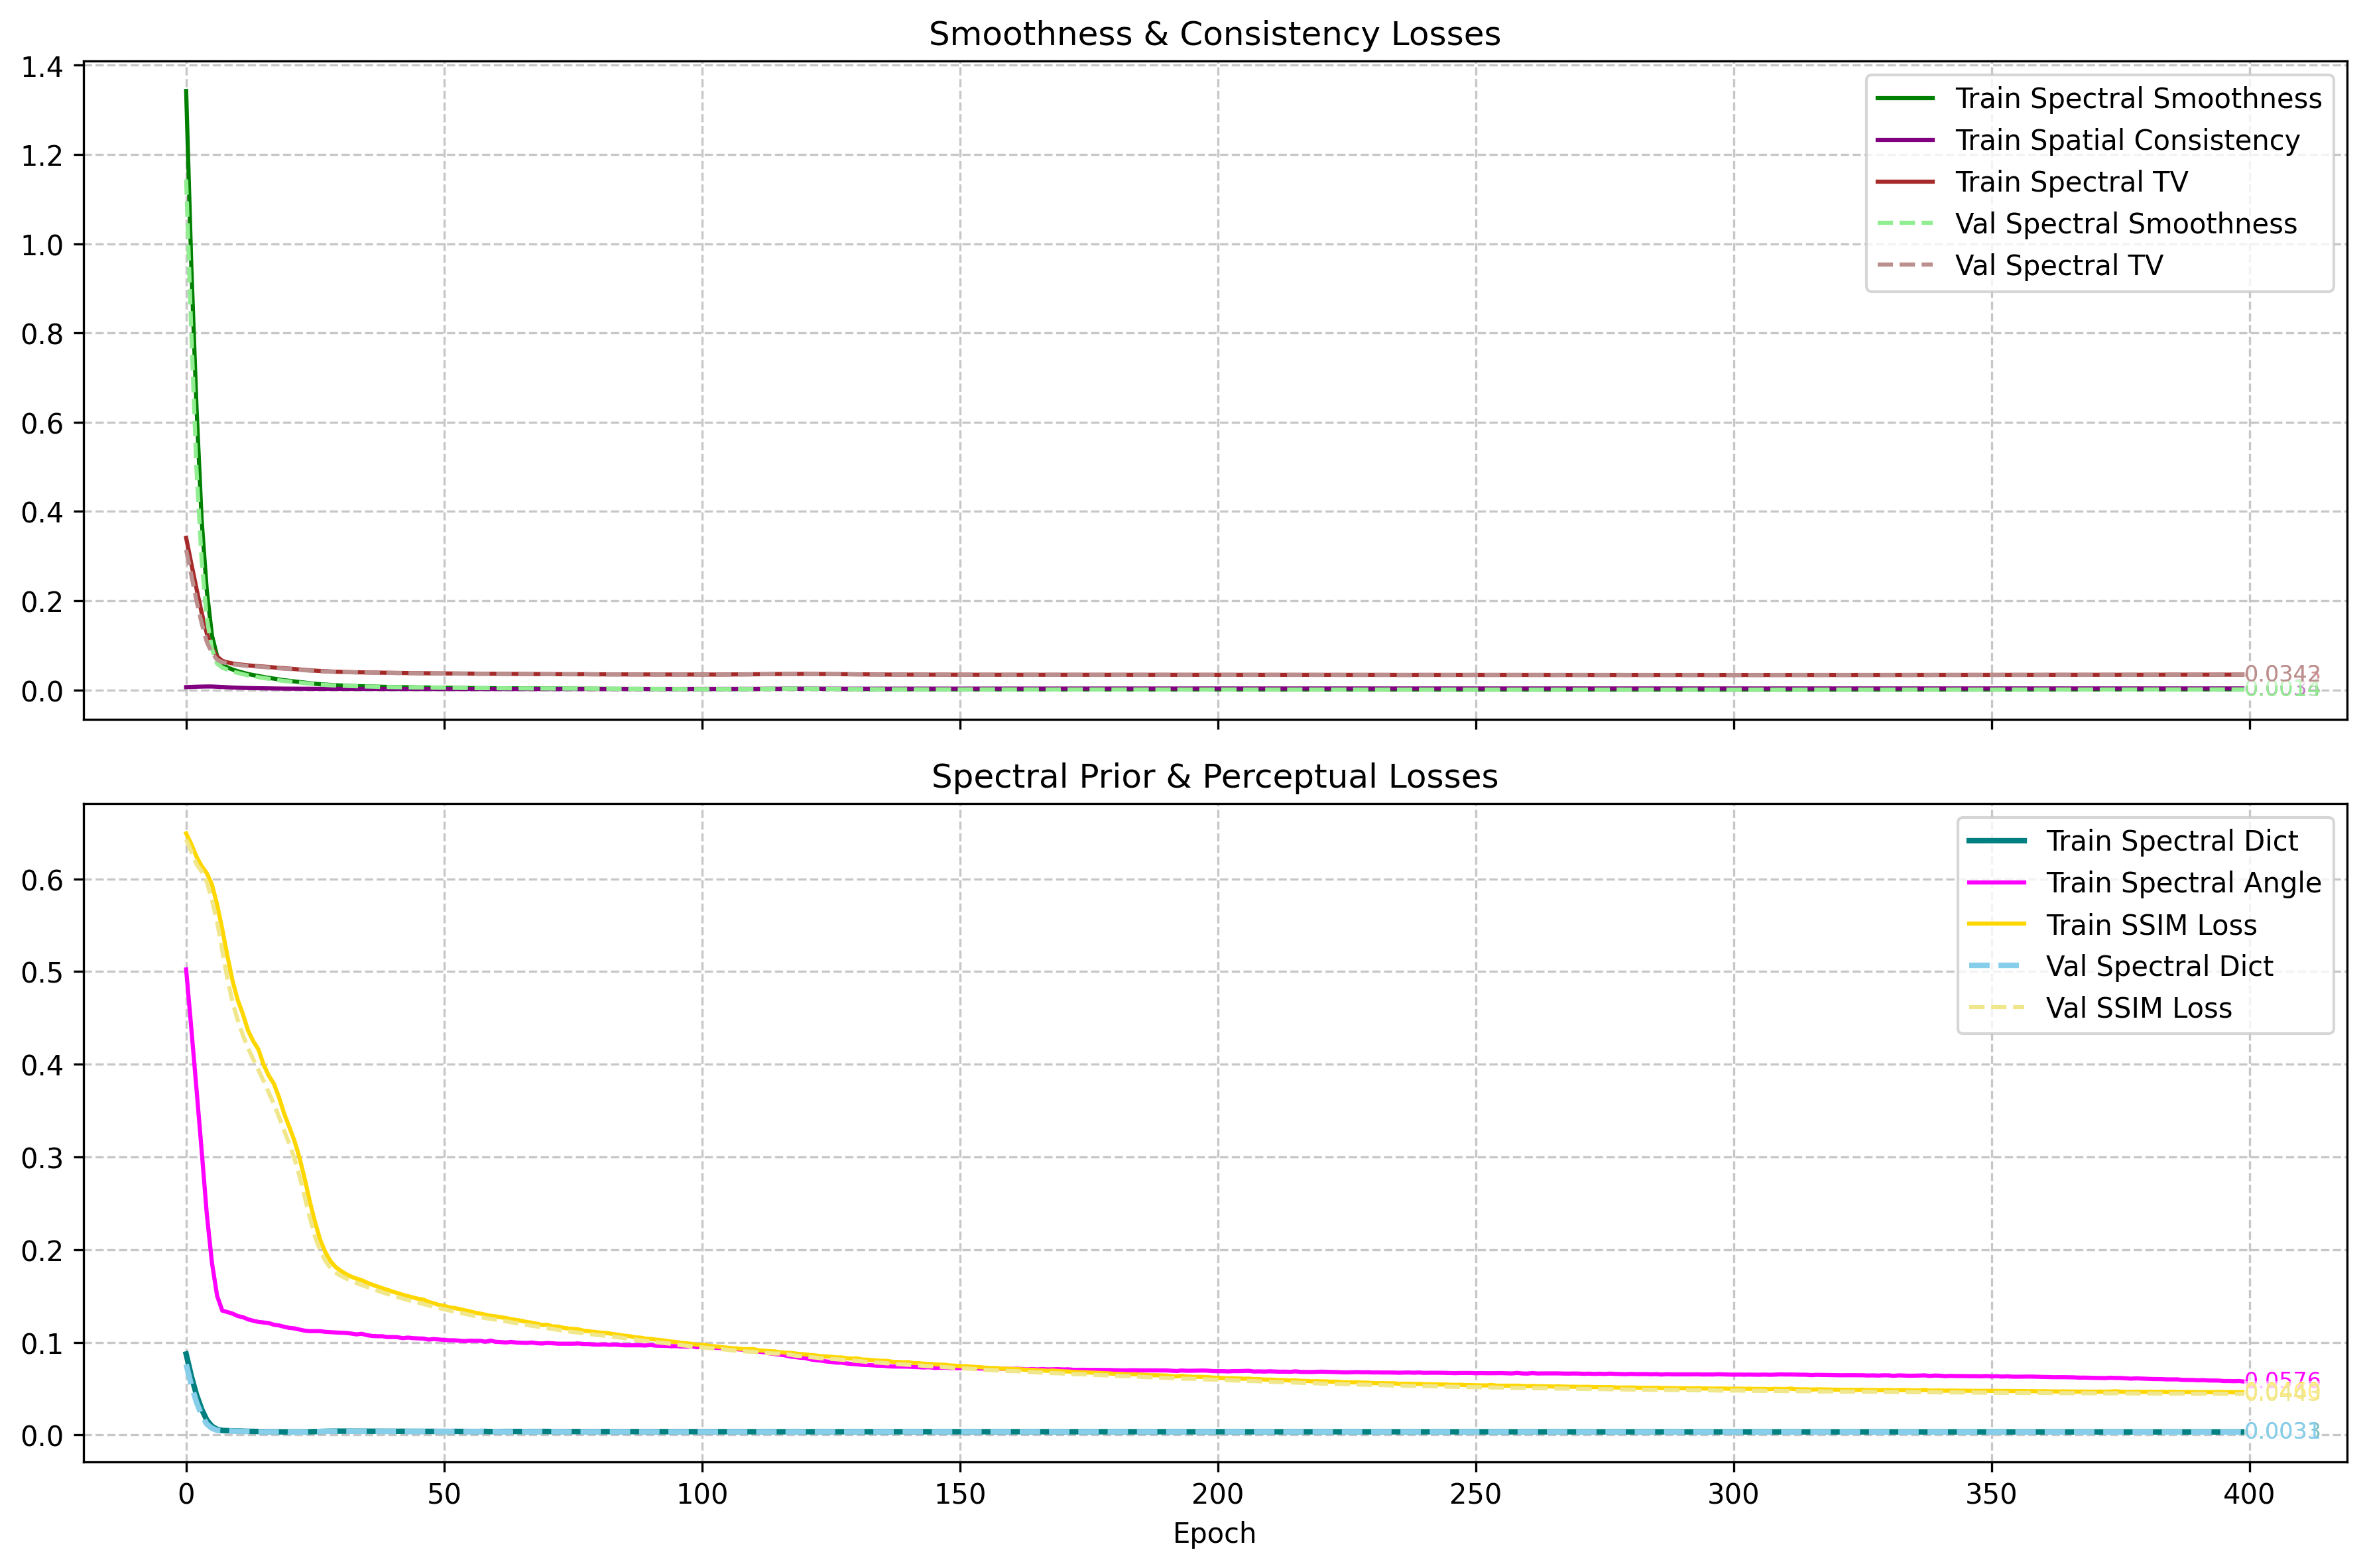 Smoothness & Consistency Losses
1.4
1.2
1.0
0.8
0.6
0.4
0.2
0.0
Train Spectral Smoothness
Train Spatial Consistency
Train Spectral TV
Val Spectral Smoothness
Val Spectral TV
Spectral Prior & Perceptual Losses
0.6
0.5
0.4
0.3
0.2
0.1
0.0
Train Spectral Dict
Train Spectral Angle
Train SSIM Loss
Val Spectral Dict
Val SSIM Loss
0.0576
0 50 100 150 200 250 300 350 400
Epoch